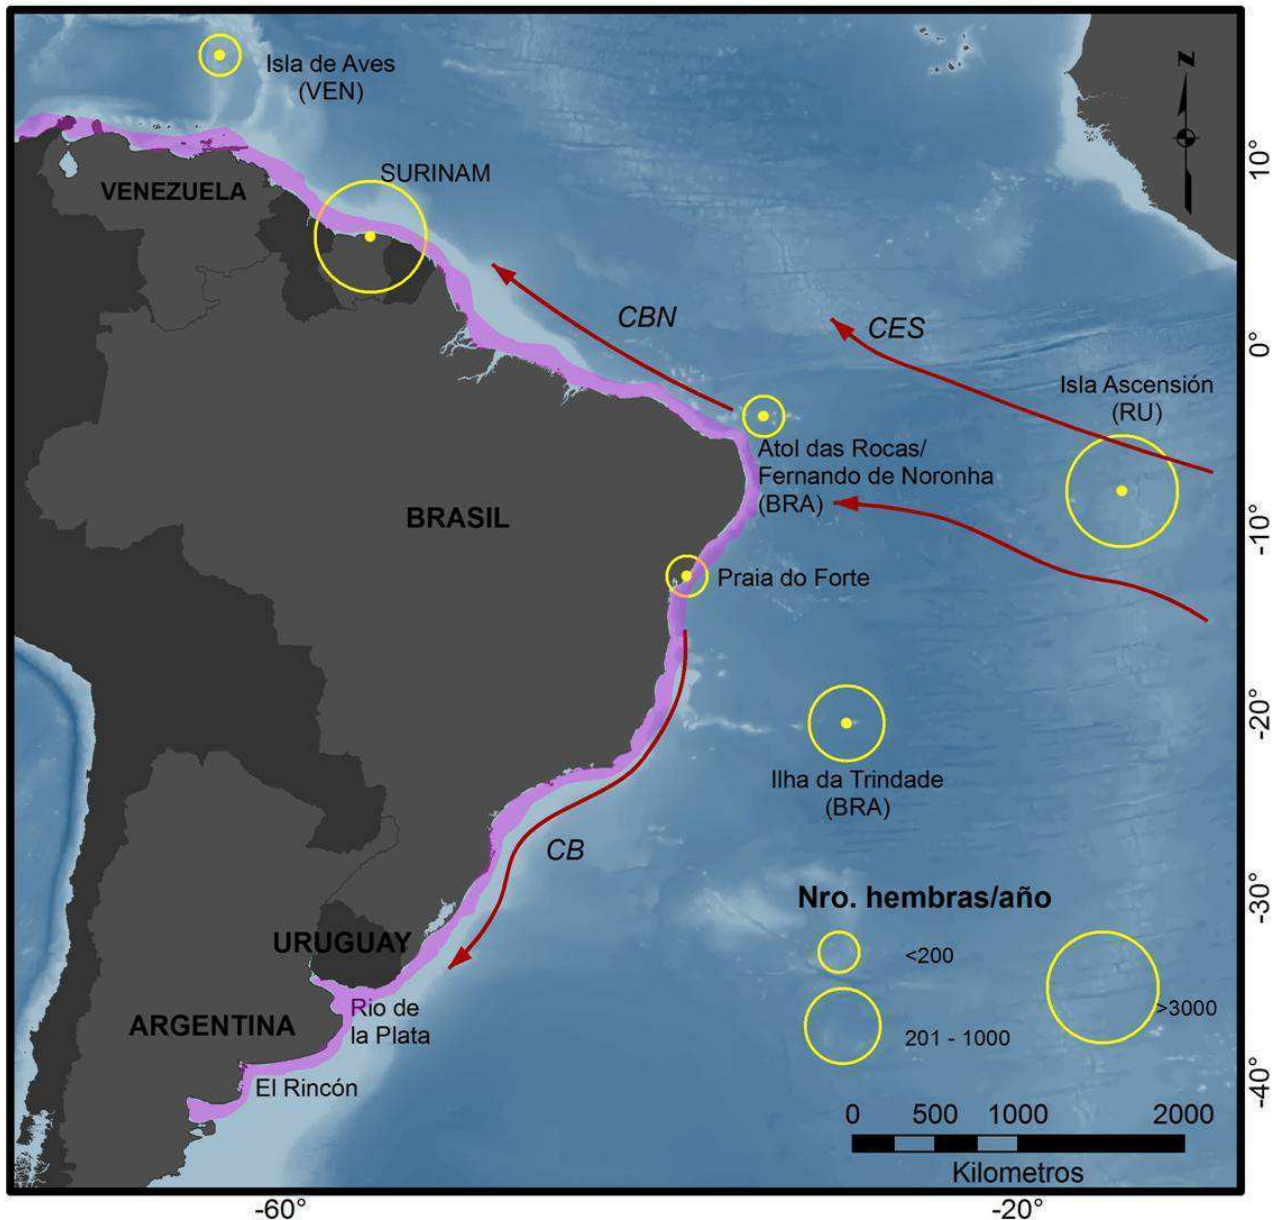 Isla de Aves
(VEN)
N
10°
SURINAM
VENEZUELA
CBN
CES
0°
Isla Ascensión
(RU)
Atol das Rocas/
Fernando de Noronha
(BRA)
BRASIL
-10°
Praia do Forte
-20°
Ilha da Trindade
(BRA)
CB
Nro. hembras/año
<200
201 - 1000
>3000
-30°
URUGUAY
Rio de
la Plata
ARGENTINA
El Rincón
-40°
0 500 1000 2000
Kilometros
-60°
-20°